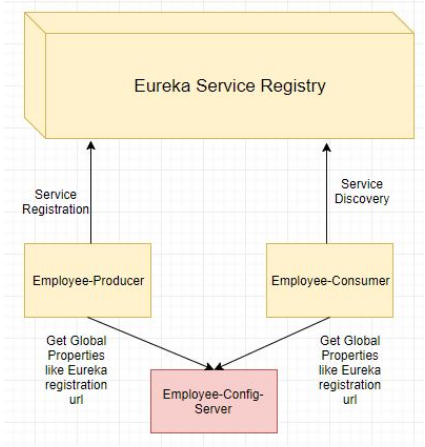 Eureka Service Registry
Service
Registration
Service
Discovery
Employee-Producer
Employee-Consumer
Get Global
Properties
like Eureka
registration
url
Get Global
Properties
like Eureka
registration
url
Employee-Config-
Server